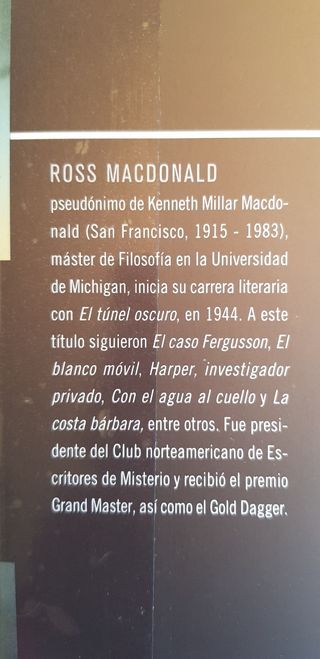 ROSS MACDONALD
pseudónimo de Kenneth Millar Macdo-
nald (San Francisco, 1915 - 1983),
máster de Filosofía en la Universidad
de Michigan, inicia su carrera literaria
con El túnel oscuro, en 1944. A este
título siguieron El caso Fergusson, El
blanco móvil, Harper, investigador
privado, Con el agua al cuello y La
costa bárbara, entre otros. Fue presi-
dente del Club norteamericano de Es-
critores de Misterio y recibió el premio
Grand Master, así como el Gold Dagger.